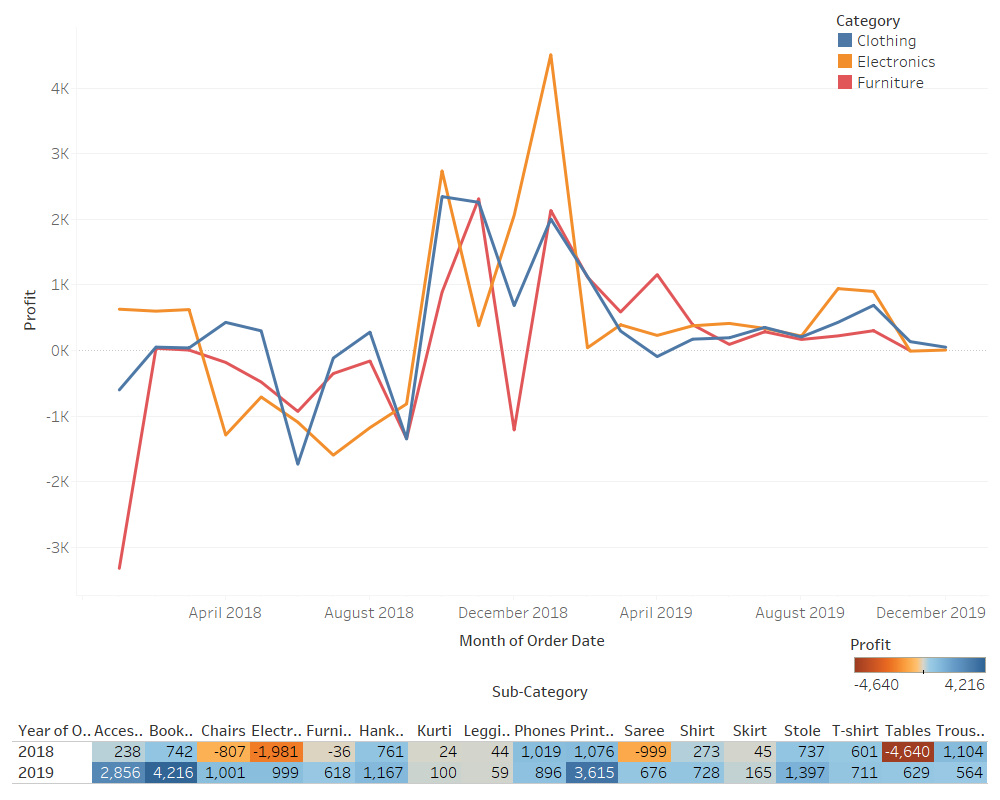 Category
Clothing
Electronics
Furniture
4K
3K
2K
1K
0K
-1K
-2K
-3K
Profit
April 2018 August 2018 December 2018 April 2019 August 2019 December 2019
Month of Order Date
Profit
-4,640 4,216
Sub-Category
Year of O.. Acces.. Book.. Chairs Electr.. Furni.. Hank.. Kurti Leggi.. Phones Print.. Saree Shirt Skirt Stole T-shirt Tables Trous..
2018 238 742 -807 -1,981 -36 761 24 44 1,019 1,076 -999 273 45 737 601 -4,640 1,104
2019 2,856 4,216 1,001 999 618 1,167 100 59 896 3,615 676 728 165 1,397 711 629 564